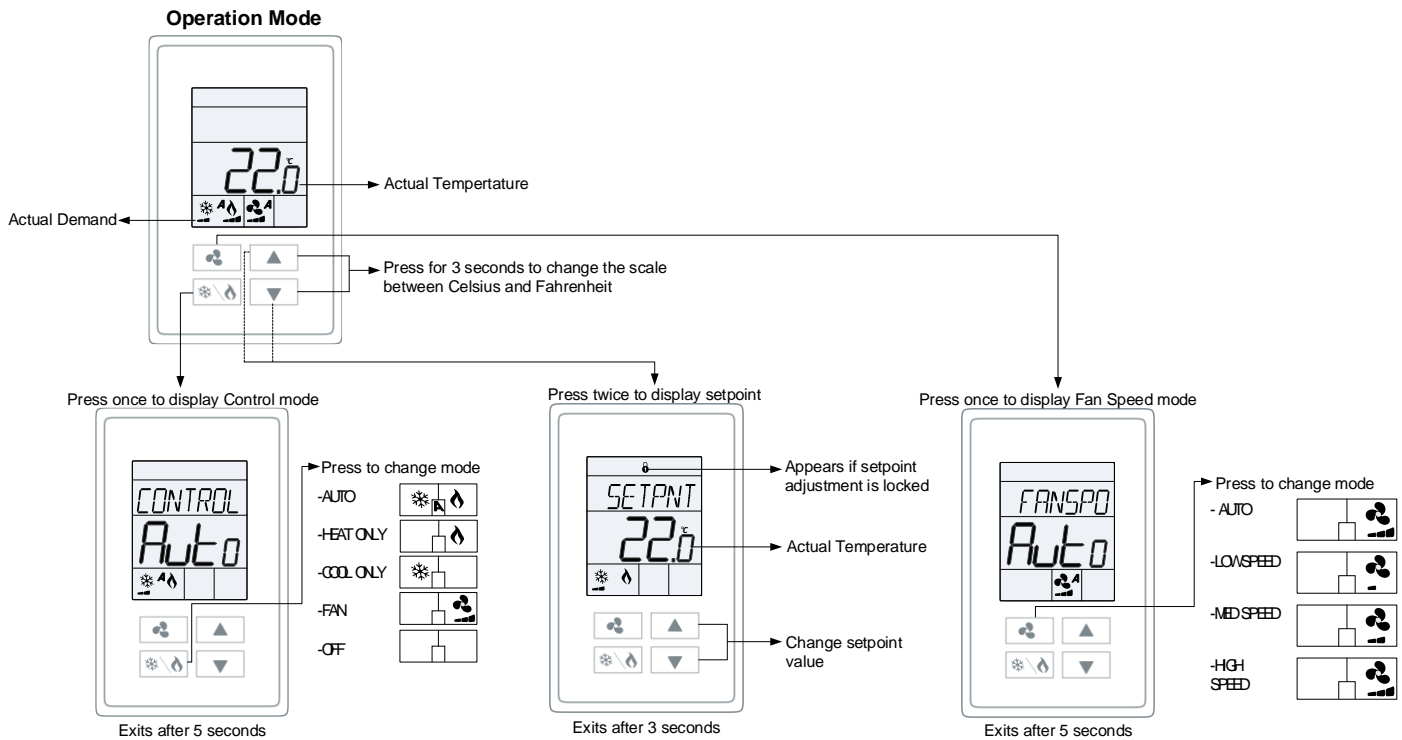 Operation Mode
22.0 °C
Actual Tempertature
Actual Demand
A
A
Press for 3 seconds to change the scale
between Celsius and Fahrenheit
Press once to display Control mode
CONTROL
Auto
A
Press to change mode
-AUTO
A
-HEAT ONLY
-COOL ONLY
-FAN
-OFF
Exits after 5 seconds
Press twice to display setpoint
SETPNT
22.0 °C
Appears if setpoint
adjustment is locked
Actual Temperature
Change setpoint
value
Exits after 3 seconds
Press once to display Fan Speed mode
FANSPD
Auto
A
Press to change mode
- AUTO
-LOW SPEED
-MED SPEED
-HIGH
SPEED
Exits after 5 seconds